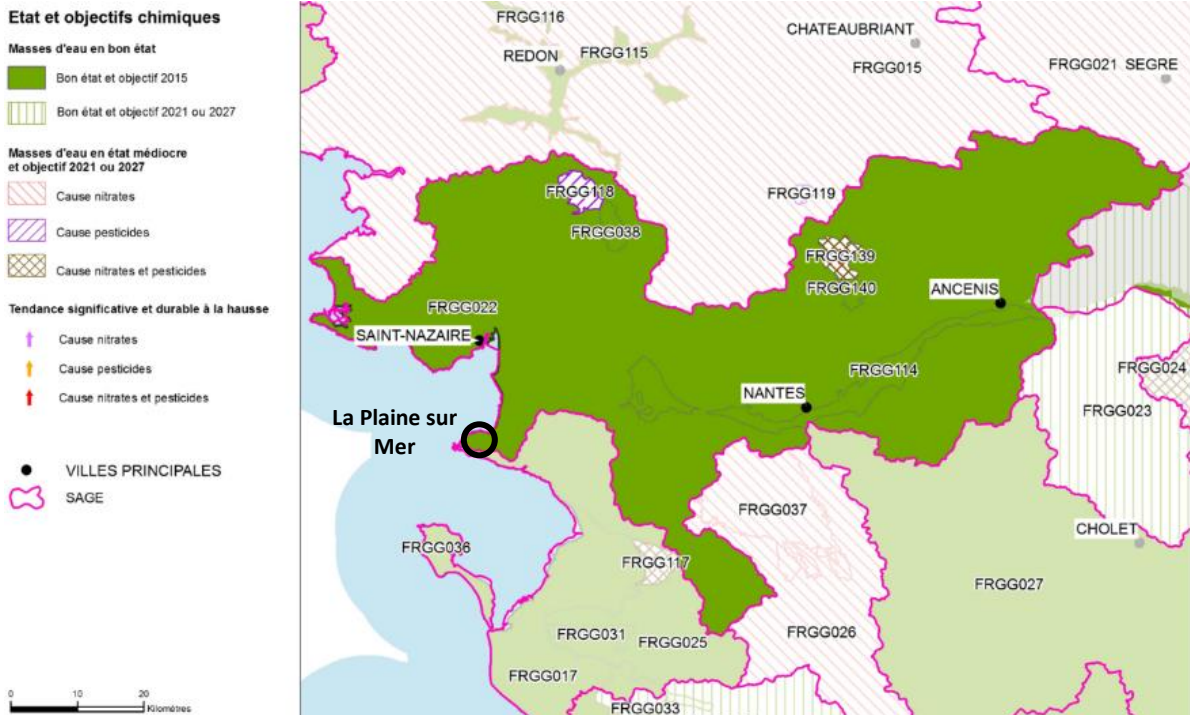 Etat et objectifs chimiques
Masses d'eau en bon état
Bon état et objectif 2015
Bon état et objectif 2021 ou 2027
Masses d'eau en état médiocre
et objectif 2021 ou 2027
Cause nitrates
Cause pesticides
Cause nitrates et pesticides
Tendance significative et durable à la hausse
Cause nitrates
Cause pesticides
Cause nitrates et pesticides
VILLES PRINCIPALES
SAGE
0 10 20
Kilomètres
FRGG116
REDON
FRGG115
CHATEAUBRIANT
FRGG015
FRGG021 SEGRE
FRGG118
FRGG119
FRGG038
FRGG139
FRGG140
ANCENIS
FRGG022
SAINT-NAZAIRE
FRGG114
FRGG024
NANTES
FRGG023
La Plaine sur
Mer
FRGG037
CHOLET
FRGG036
FRGG117
FRGG027
FRGG031
FRGG025
FRGG026
FRGG017
FRGG033